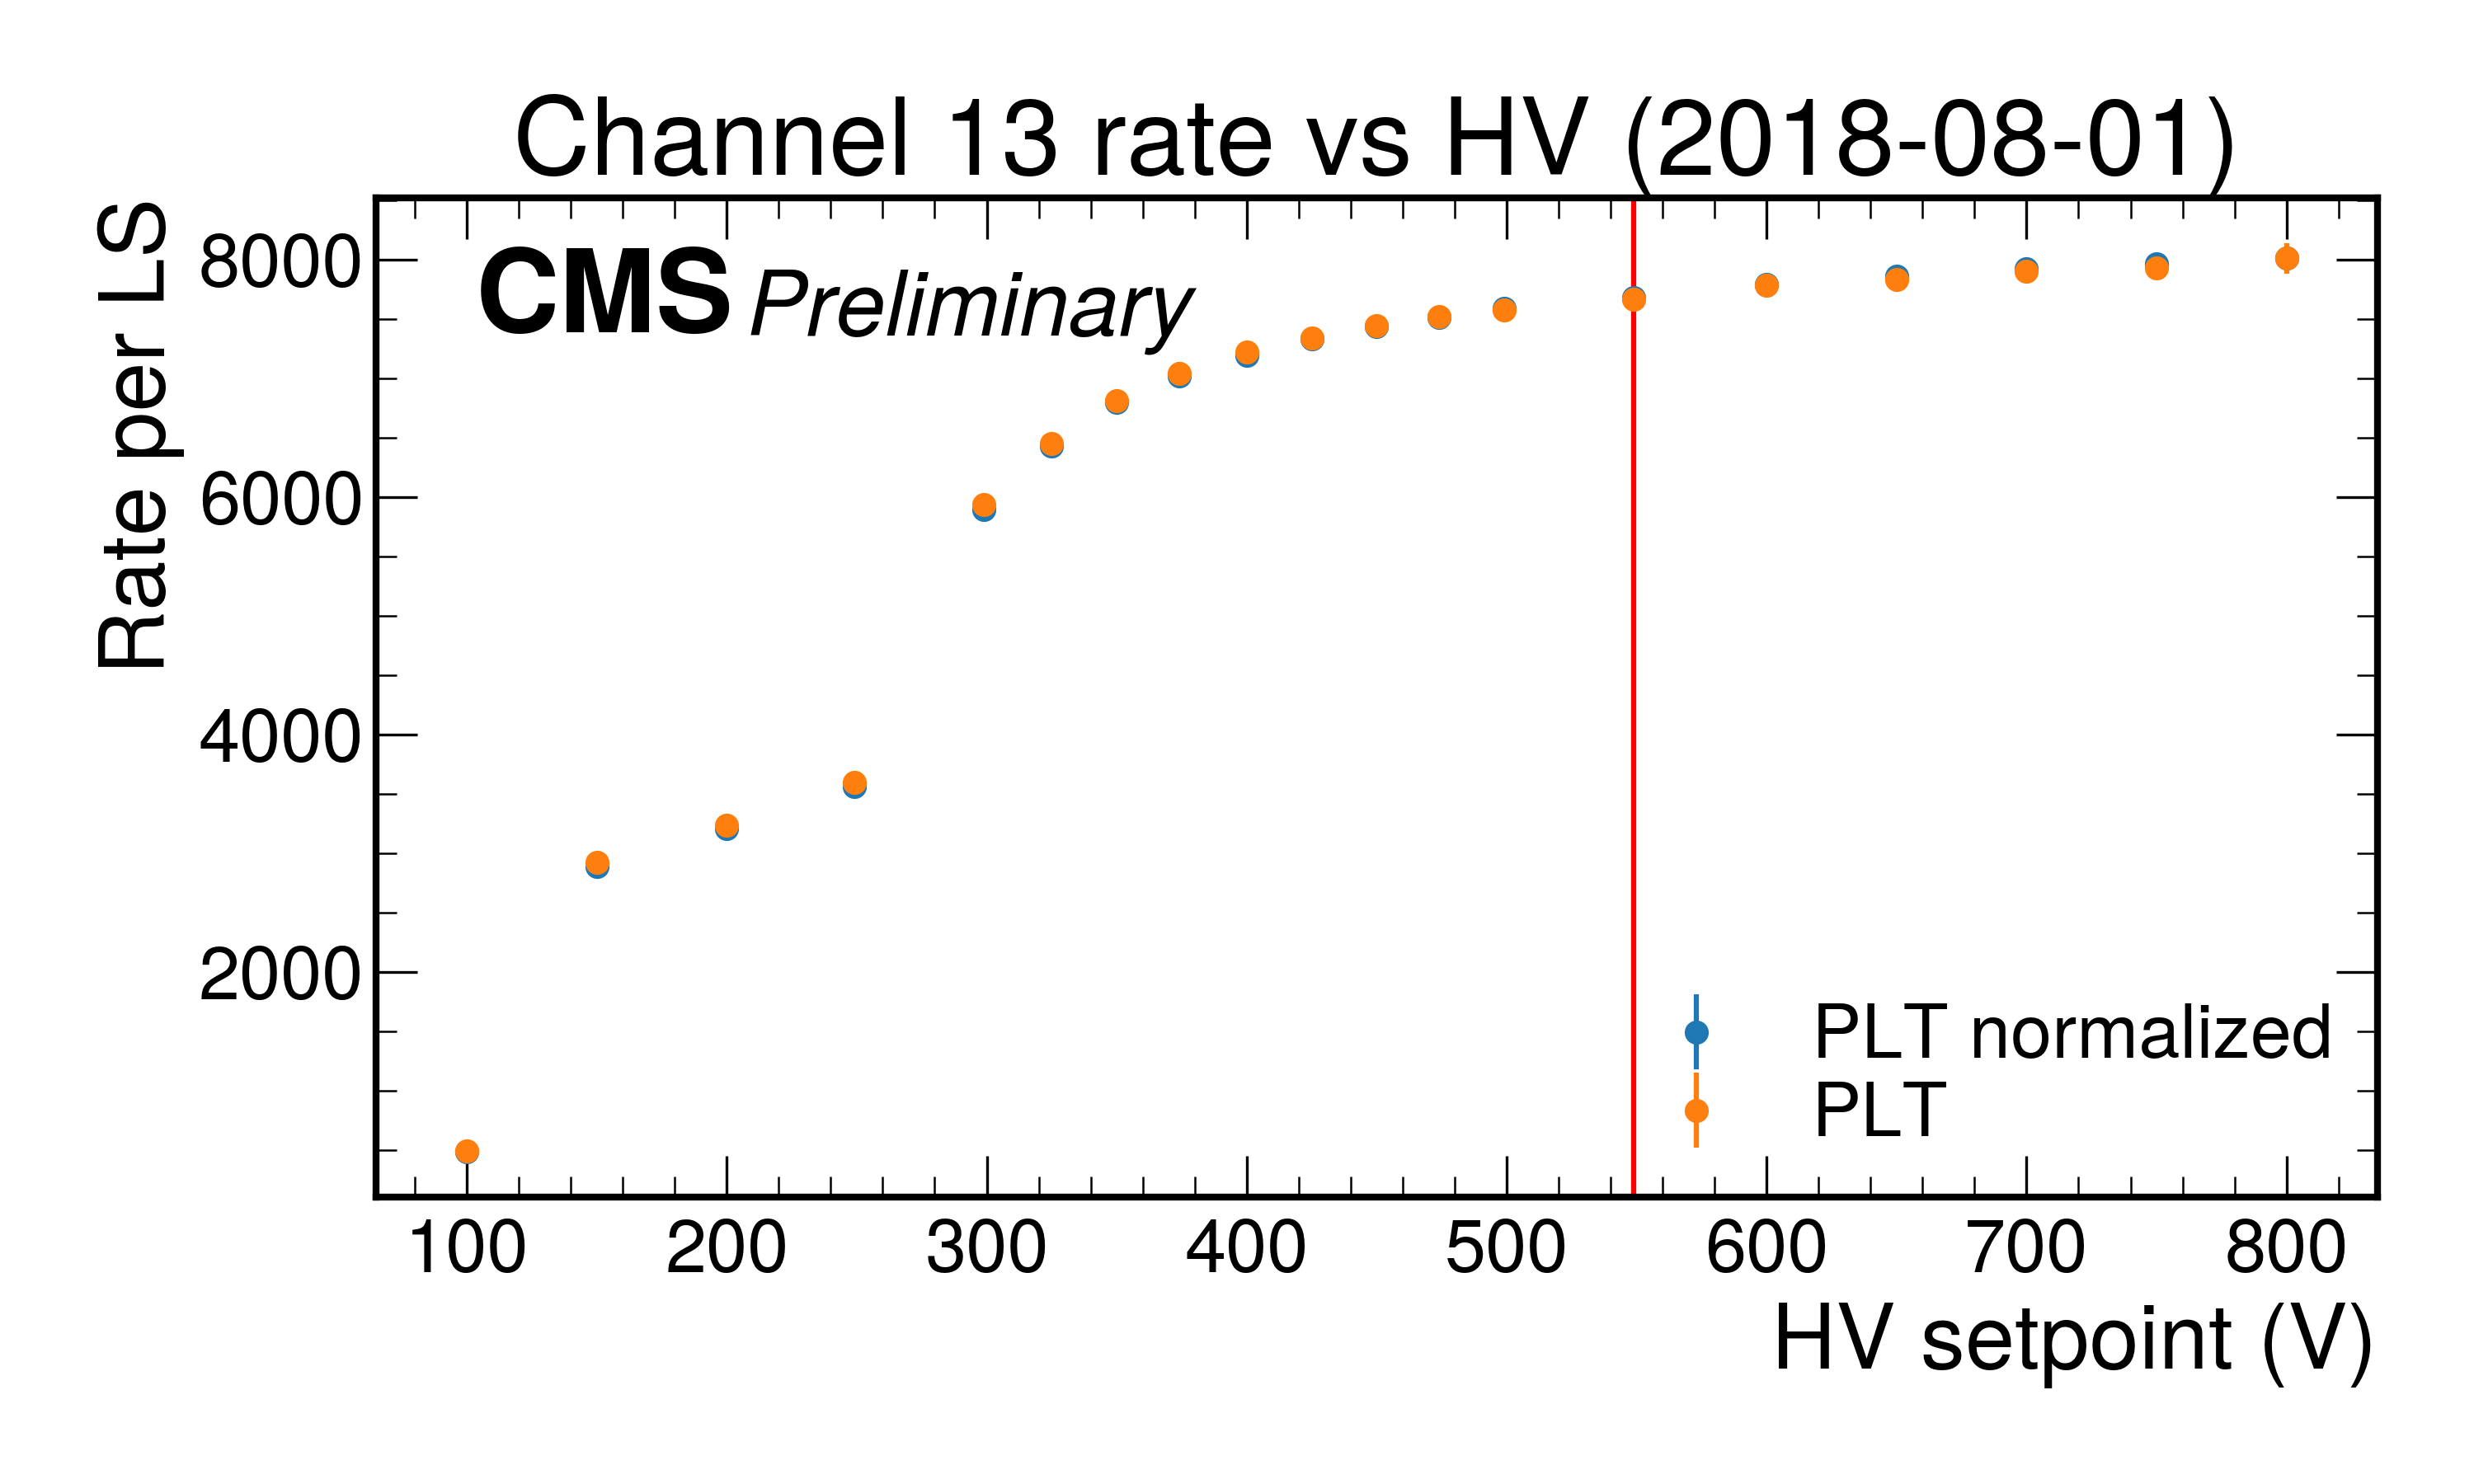 Channel 13 rate vs HV (2018-08-01)
CMS Preliminary
Rate per LS
8000
6000
4000
2000
PLT normalized
PLT
100 200 300 400 500 600 700 800
HV setpoint (V)